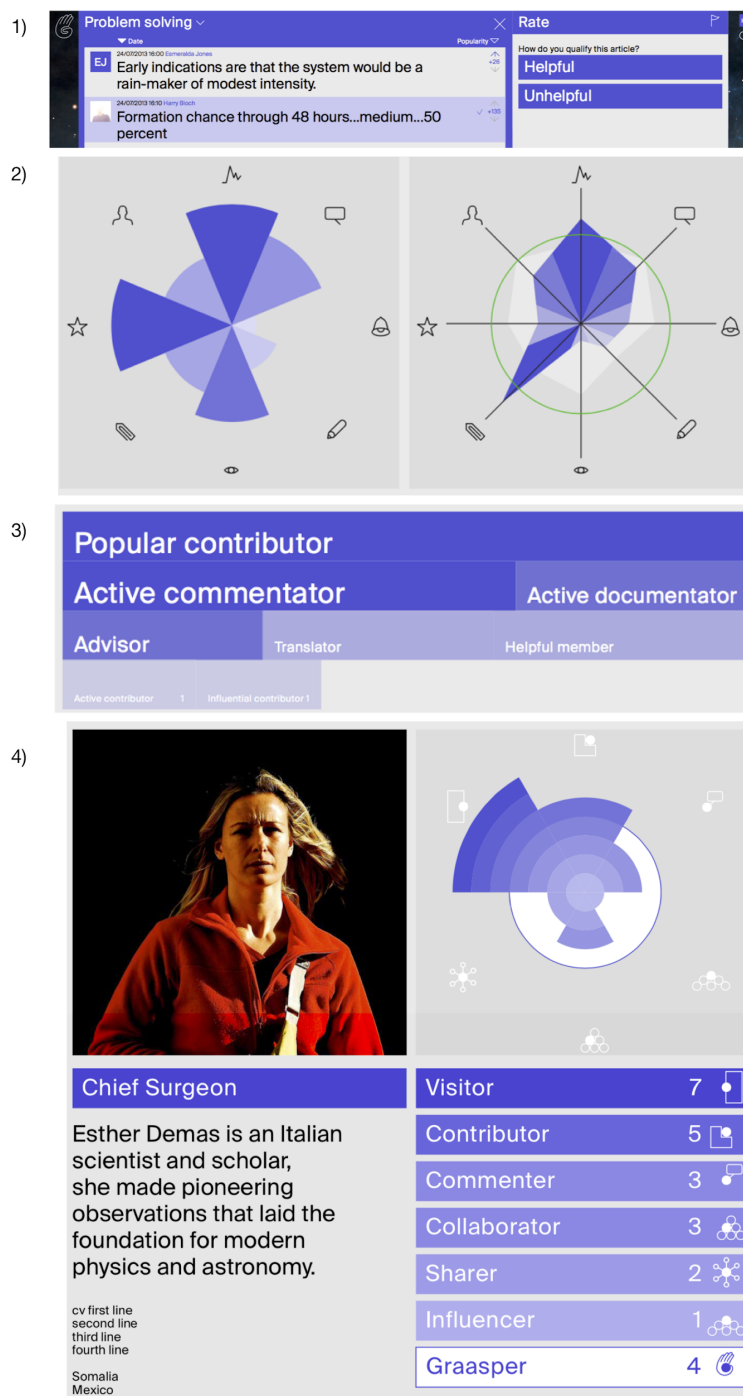 1)
Problem solving
Rate
Date
Popularity
How do you qualify this article?
EJ
24/07/2013 16:00 Esmeralda Jones
Early indications are that the system would be a
rain-maker of modest intensity.
+28
Helpful
Unhelpful
24/07/2013 16:10 Harry Bloch
Formation chance through 48 hours...medium...50
percent
+135
2)
3)
Popular contributor
Active commentator
Active documentator
Advisor
Translator
Helpful member
Active contributor 1
Influential contributor 1
4)
Chief Surgeon
Esther Demas is an Italian
scientist and scholar,
she made pioneering
observations that laid the
foundation for modern
physics and astronomy.
cv first line
second line
third line
fourth line
Somalia
Mexico
Visitor 7
Contributor 5
Commenter 3
Collaborator 3
Sharer 2
Influencer 1
Graasper 4